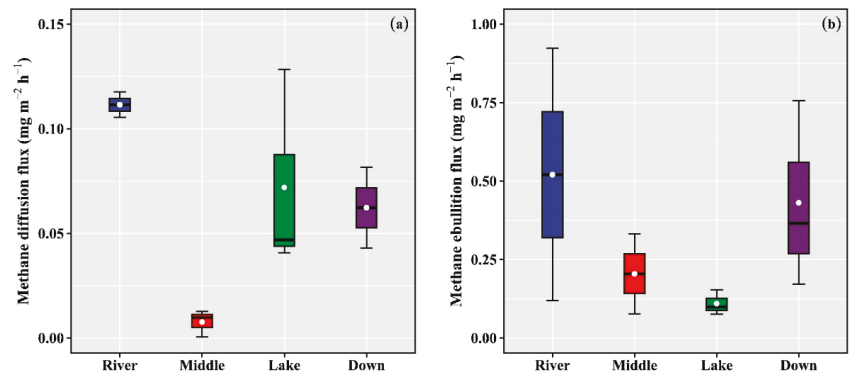 (a)
Methane diffusion flux (mg m⁻² h⁻¹)
0.15
0.10
0.05
0.00
River Middle Lake Down
(b)
Methane ebullition flux (mg m⁻² h⁻¹)
1.00
0.75
0.50
0.25
0.00
River Middle Lake Down